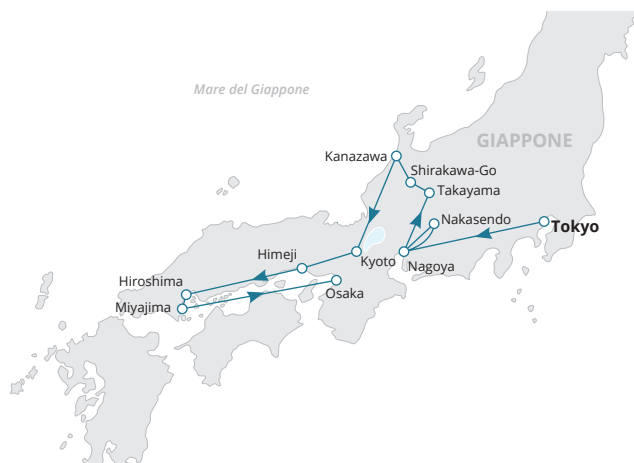 Mare del Giappone
GIAPPONE
Kanazawa
Shirakawa-Go
Takayama
Nakasendo
Tokyo
Himeji
Kyoto
Nagoya
Hiroshima
Osaka
Miyajima